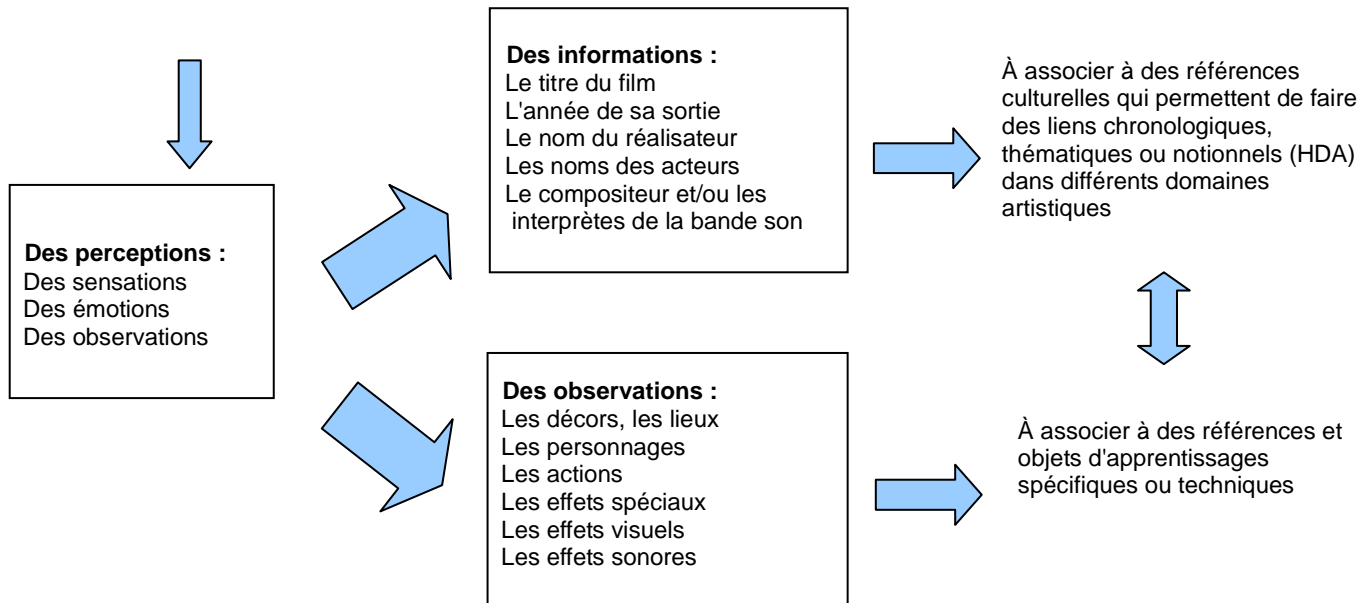 Des perceptions :
Des sensations
Des émotions
Des observations
Des informations :
Le titre du film
L'année de sa sortie
Le nom du réalisateur
Les noms des acteurs
Le compositeur et/ou les
interprètes de la bande son
À associer à des références
culturelles qui permettent de faire
des liens chronologiques,
thématiques ou notionnels (HDA)
dans différents domaines
artistiques
Des observations :
Les décors, les lieux
Les personnages
Les actions
Les effets spéciaux
Les effets visuels
Les effets sonores
À associer à des références et
objets d'apprentissages
spécifiques ou techniques